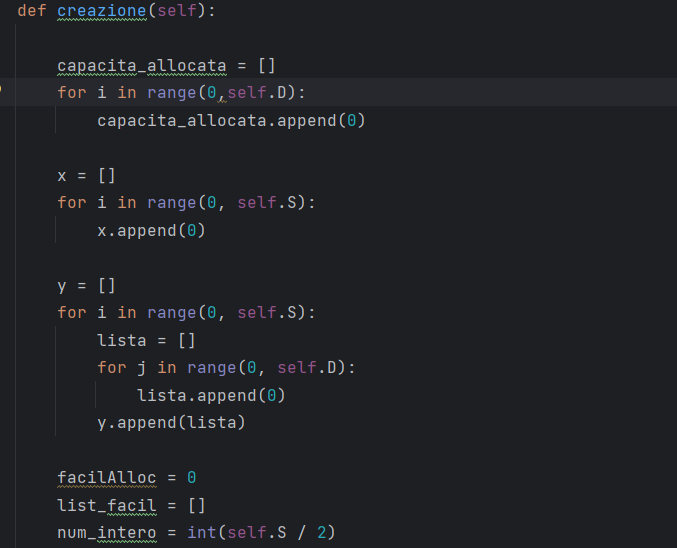 def creazione(self):
capacita_allocata = []
for i in range(0,self.D):
capacita_allocata.append(0)
x = []
for i in range(0, self.S):
x.append(0)
y = []
for i in range(0, self.S):
lista = []
for j in range(0, self.D):
lista.append(0)
y.append(lista)
facilAlloc = 0
list_facil = []
num_intero = int(self.S / 2)